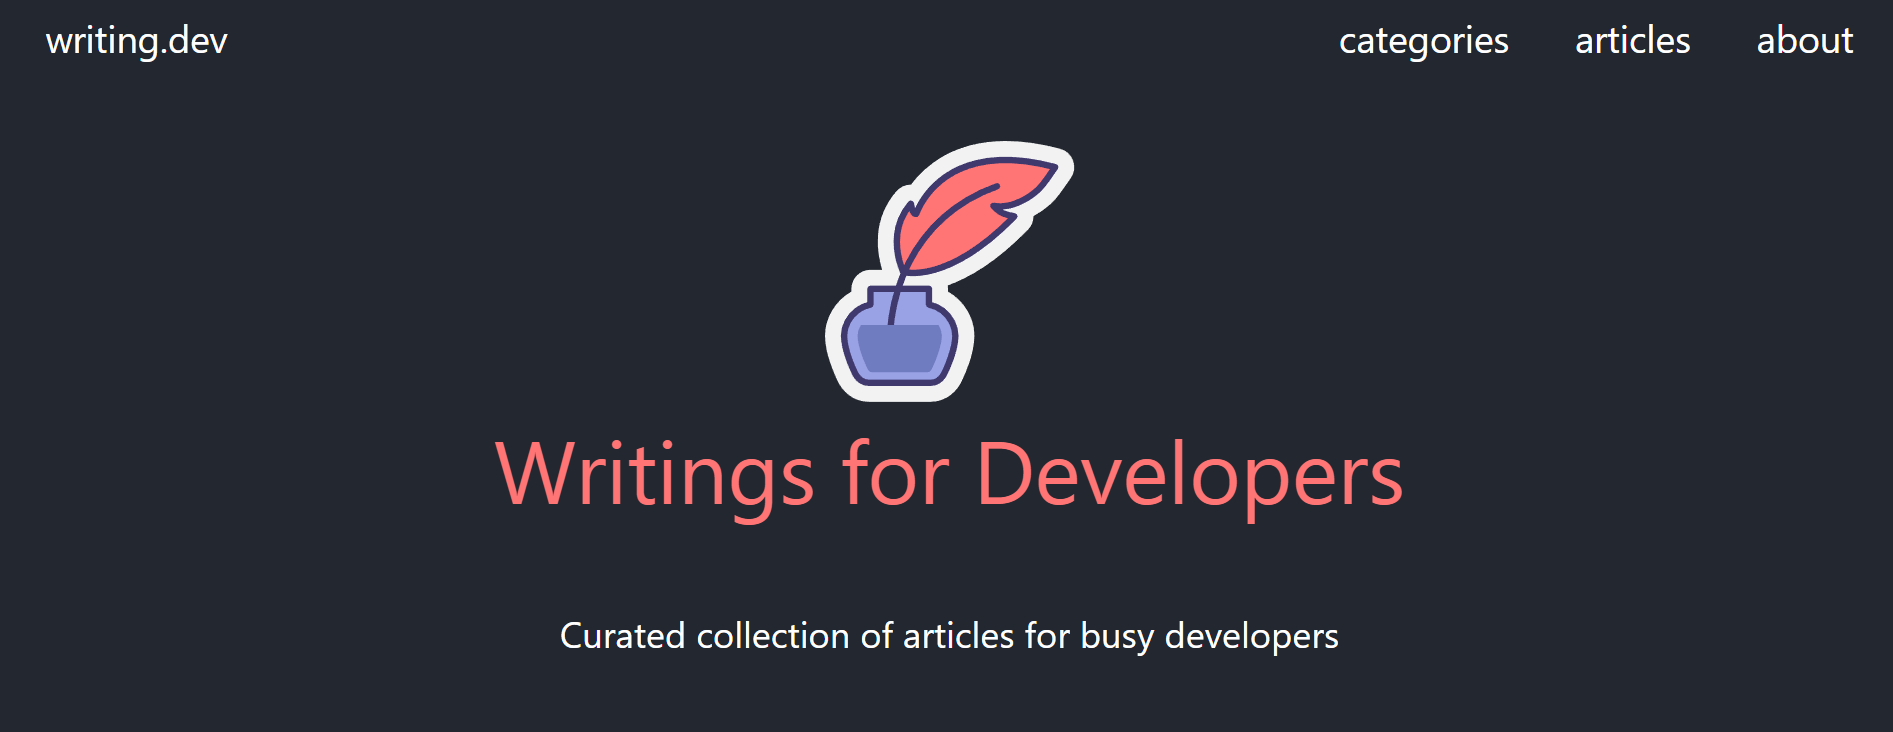 writing.dev
categories articles about
Writings for Developers
Curated collection of articles for busy developers